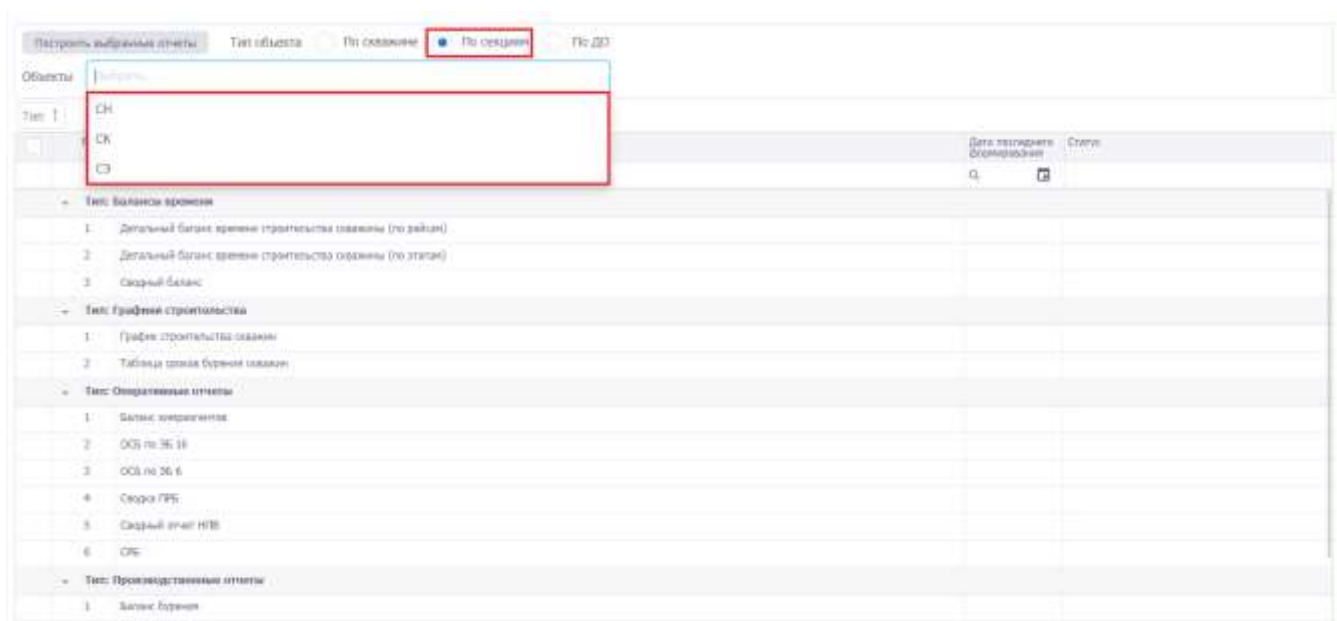 Построить выбранные отчеты Тип объекта По скважине По секциям По ДО
Объекты Выбрать...
Тип ↑
СН
СК
СЭ
Дата последнего формирования Статус
Тип: Балансы времени
1 Детальный баланс времени строительства скважины (по рейсам)
2 Детальный баланс времени строительства скважины (по этапам)
3 Сводный баланс
Тип: Графики строительства
1 График строительства скважин
2 Таблица сроков бурения скважин
Тип: Оперативные отчеты
1 Баланс химреагентов
2 ОСБ по ЭБ
3 ОСБ по ЭБ 6
4 Сводка ПРБ
5 Сводный отчет НПВ
6 СРБ
Тип: Производственные отчеты
1 Баланс бурения